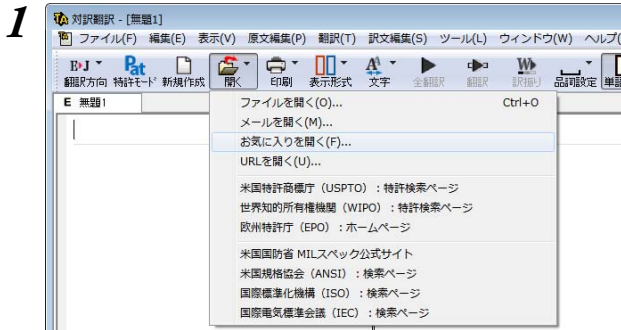 1
対訳翻訳 - [無題1]
ファイル(F) 編集(E) 表示(V) 原文編集(P) 翻訳(T) 訳文編集(S) ツール(L) ウィンドウ(W) ヘルプ(
翻訳方向 特許モード 新規作成 開く 印刷 表示形式 文字 全翻訳 翻訳 訳振り 品詞設定 単語
E 無題1
ファイルを開く(O)... Ctrl+O
メールを開く(M)...
お気に入りを開く(F)...
URLを開く(U)...
米国特許商標庁（USPTO）：特許検索ページ
世界知的所有権機関（WIPO）：特許検索ページ
欧州特許庁（EPO）：ホームページ
米国国防省 MILスペック公式サイト
米国規格協会（ANSI）：検索ページ
国際標準化機構（ISO）：検索ページ
国際電気標準会議（IEC）：検索ページ